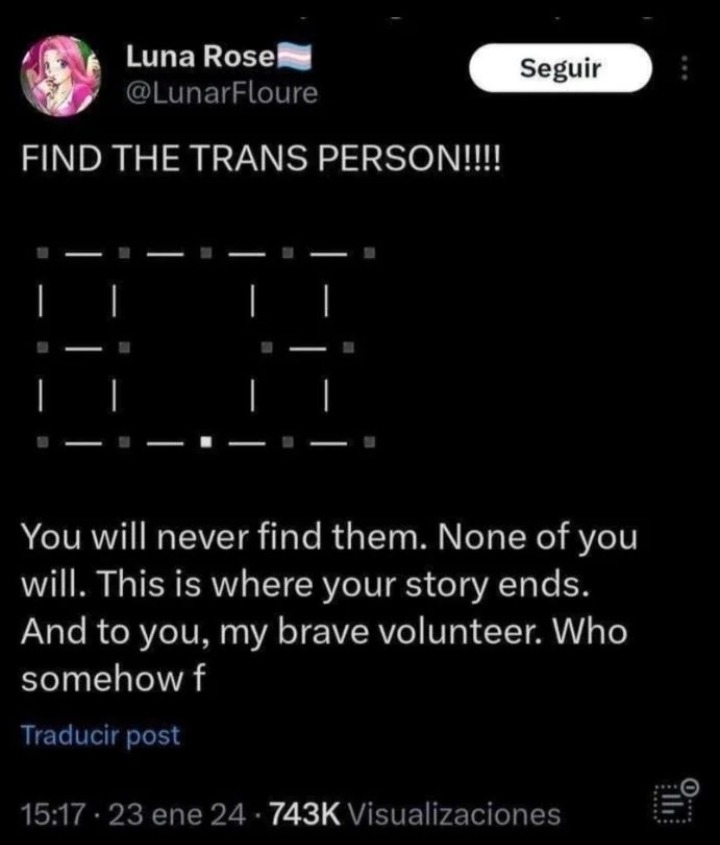 Luna Rose🏳️‍⚧️
Seguir
@LunarFloure
FIND THE TRANS PERSON!!!!
▪ — ▪ — ▪ — ▪ — ▪
| | | |
▪ — ▪ ▪ — ▪
| | | |
▪ — ▪ — ▪ — ▪ — ▪
You will never find them. None of you
will. This is where your story ends.
And to you, my brave volunteer. Who
somehow f
Traducir post
15:17 · 23 ene 24 · 743K Visualizaciones